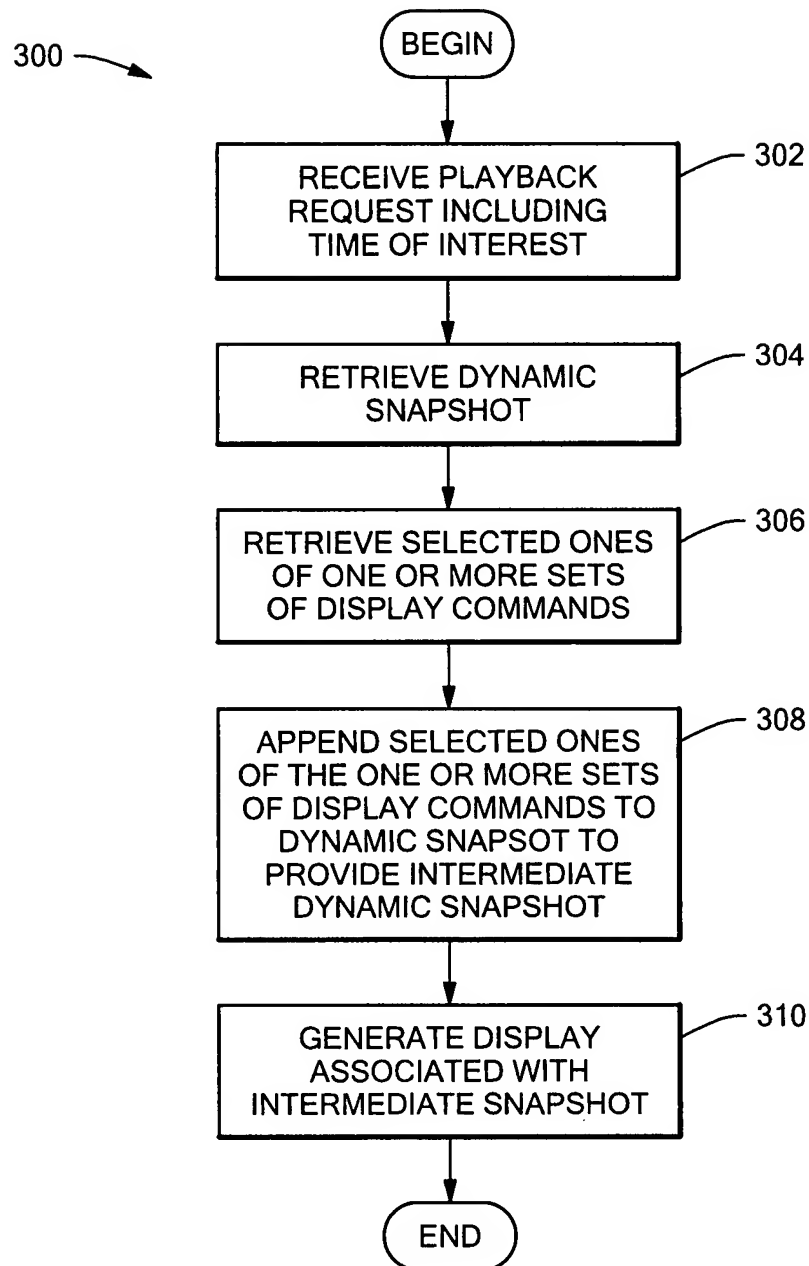 300
BEGIN
302
RECEIVE PLAYBACK
REQUEST INCLUDING
TIME OF INTEREST
304
RETRIEVE DYNAMIC
SNAPSHOT
306
RETRIEVE SELECTED ONES
OF ONE OR MORE SETS
OF DISPLAY COMMANDS
308
APPEND SELECTED ONES
OF THE ONE OR MORE SETS
OF DISPLAY COMMANDS TO
DYNAMIC SNAPSOT TO
PROVIDE INTERMEDIATE
DYNAMIC SNAPSHOT
310
GENERATE DISPLAY
ASSOCIATED WITH
INTERMEDIATE SNAPSHOT
END